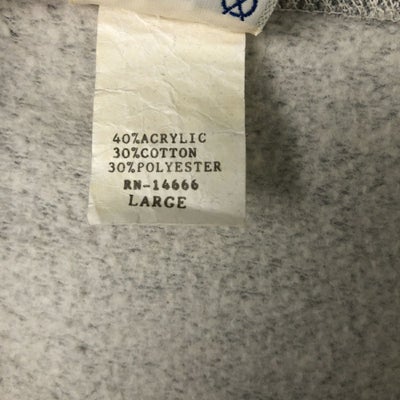 40%ACRYLIC
30%COTTON
30%POLYESTER
RN-14666
LARGE